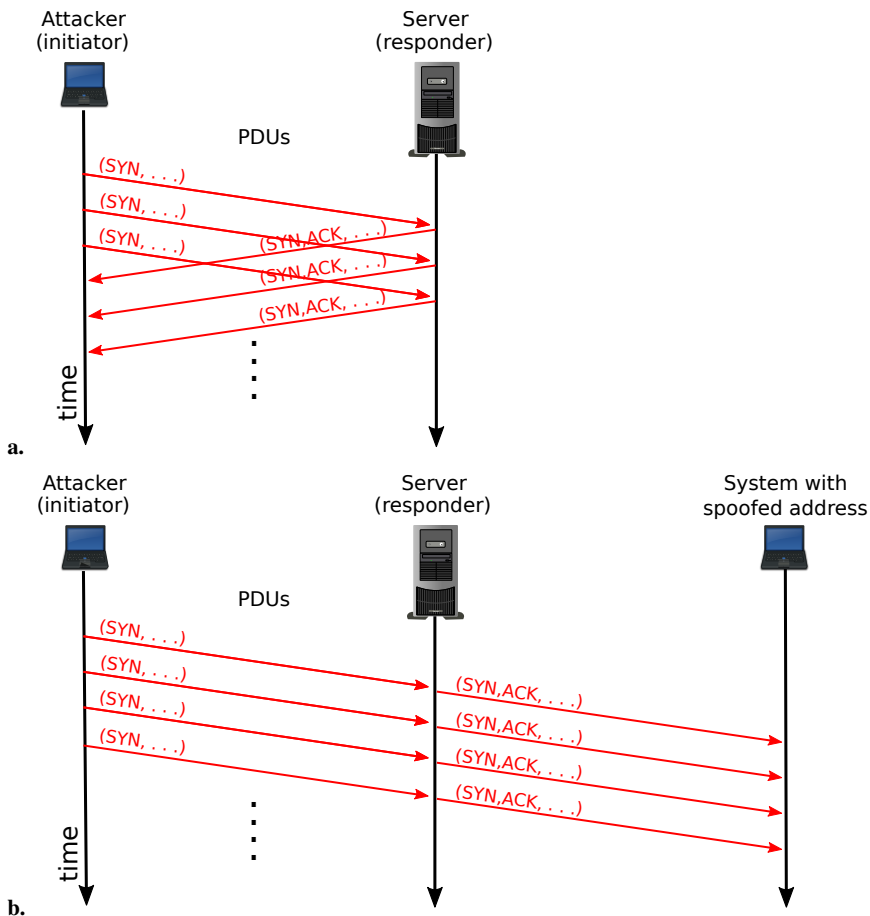 Attacker
(initiator)
Server
(responder)
PDUs
(SYN, . . .)
(SYN, . . .)
(SYN, . . .)
(SYN,ACK, . . .)
(SYN,ACK, . . .)
(SYN,ACK, . . .)
time
a.
Attacker
(initiator)
Server
(responder)
System with
spoofed address
PDUs
(SYN, . . .)
(SYN, . . .)
(SYN, . . .)
(SYN, . . .)
(SYN,ACK, . . .)
(SYN,ACK, . . .)
(SYN,ACK, . . .)
(SYN,ACK, . . .)
time
b.